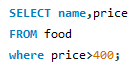 SELECT name,price
FROM food
where price>400;